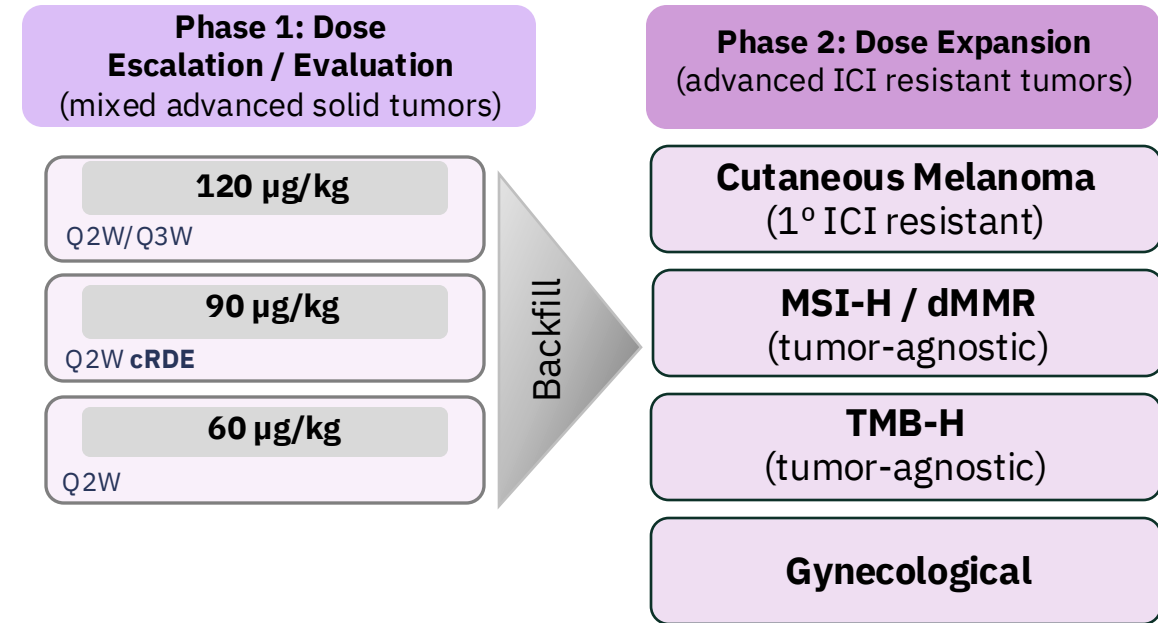 Phase 1: Dose
Escalation / Evaluation
(mixed advanced solid tumors)
120 µg/kg
Q2W/Q3W
90 µg/kg
Q2W cRDE
60 µg/kg
Q2W
Backfill
Phase 2: Dose Expansion
(advanced ICI resistant tumors)
Cutaneous Melanoma
(1º ICI resistant)
MSI-H / dMMR
(tumor-agnostic)
TMB-H
(tumor-agnostic)
Gynecological